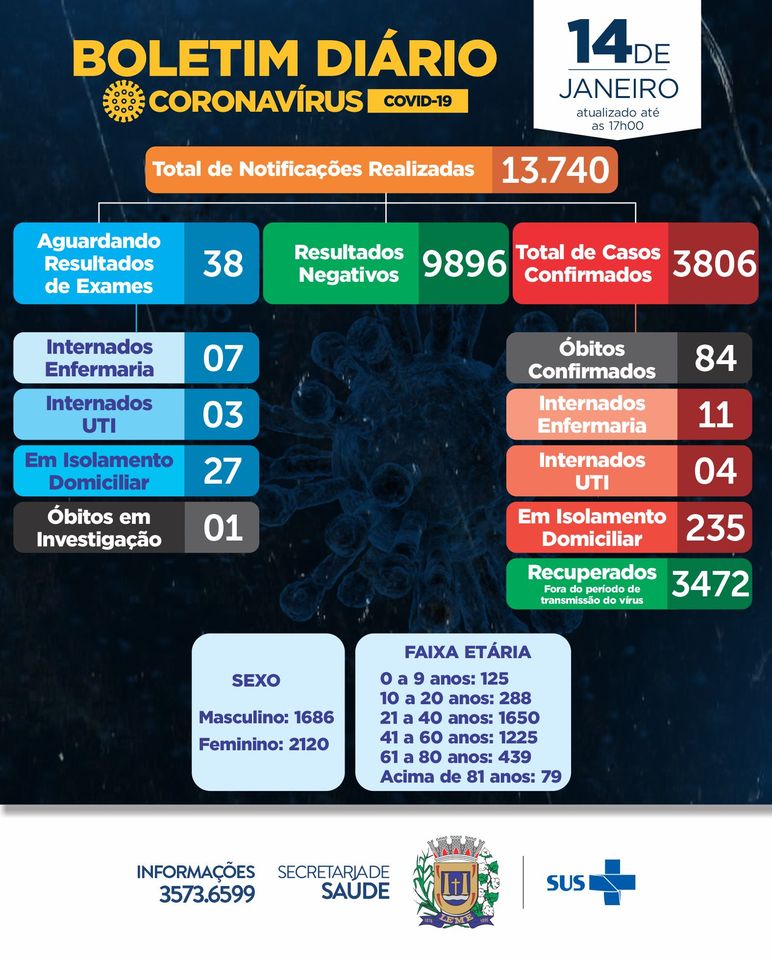 BOLETIM DIÁRIO
CORONAVÍRUS COVID-19
14 DE
JANEIRO
atualizado até
as 17h00
Total de Notificações Realizadas 13.740
Aguardando
Resultados
de Exames
38
Resultados
Negativos
9896
Total de Casos
Confirmados
3806
Internados
Enfermaria
07
Internados
UTI
03
Em Isolamento
Domiciliar
27
Óbitos em
Investigação
01
Óbitos
Confirmados
84
Internados
Enfermaria
11
Internados
UTI
04
Em Isolamento
Domiciliar
235
Recuperados
Fora do período de
transmissão do vírus
3472
SEXO
Masculino: 1686
Feminino: 2120
FAIXA ETÁRIA
0 a 9 anos: 125
10 a 20 anos: 288
21 a 40 anos: 1650
41 a 60 anos: 1225
61 a 80 anos: 439
Acima de 81 anos: 79
INFORMAÇÕES
3573.6599
SECRETARIA DE
SAÚDE
LEME
SUS